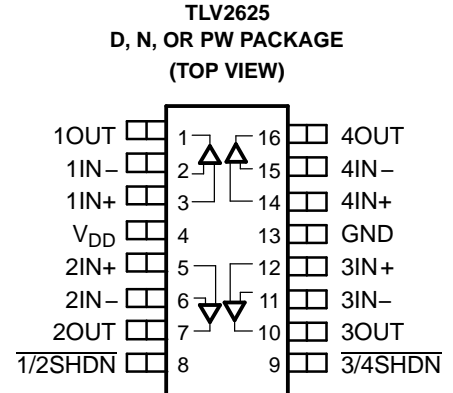 TLV2625
D, N, OR PW PACKAGE
(TOP VIEW)
1OUT 1 16 4OUT
1IN− 2 15 4IN−
1IN+ 3 14 4IN+
VDD 4 13 GND
2IN+ 5 12 3IN+
2IN− 6 11 3IN−
2OUT 7 10 3OUT
1/2SHDN 8 9 3/4SHDN